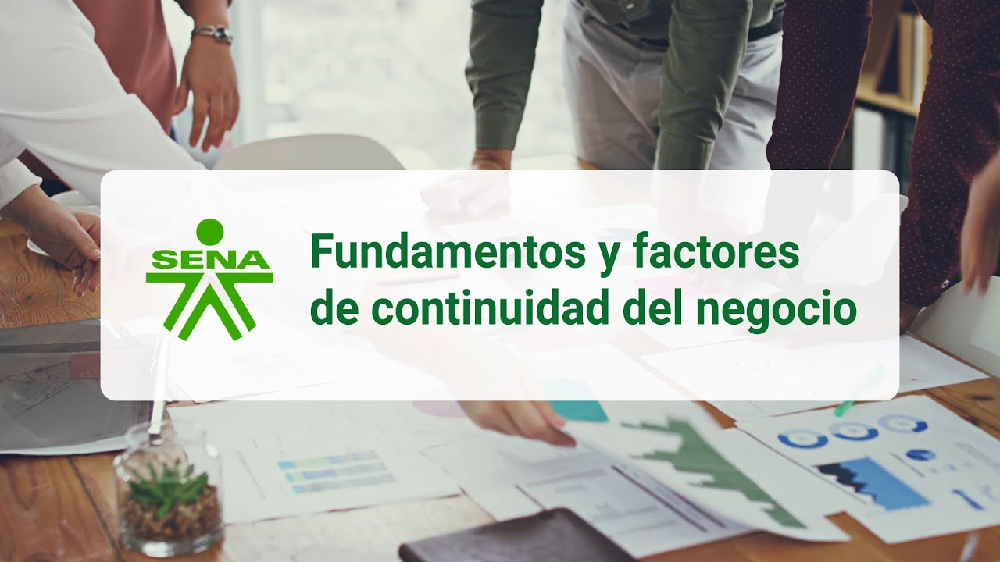 SENA
Fundamentos y factores
de continuidad del negocio